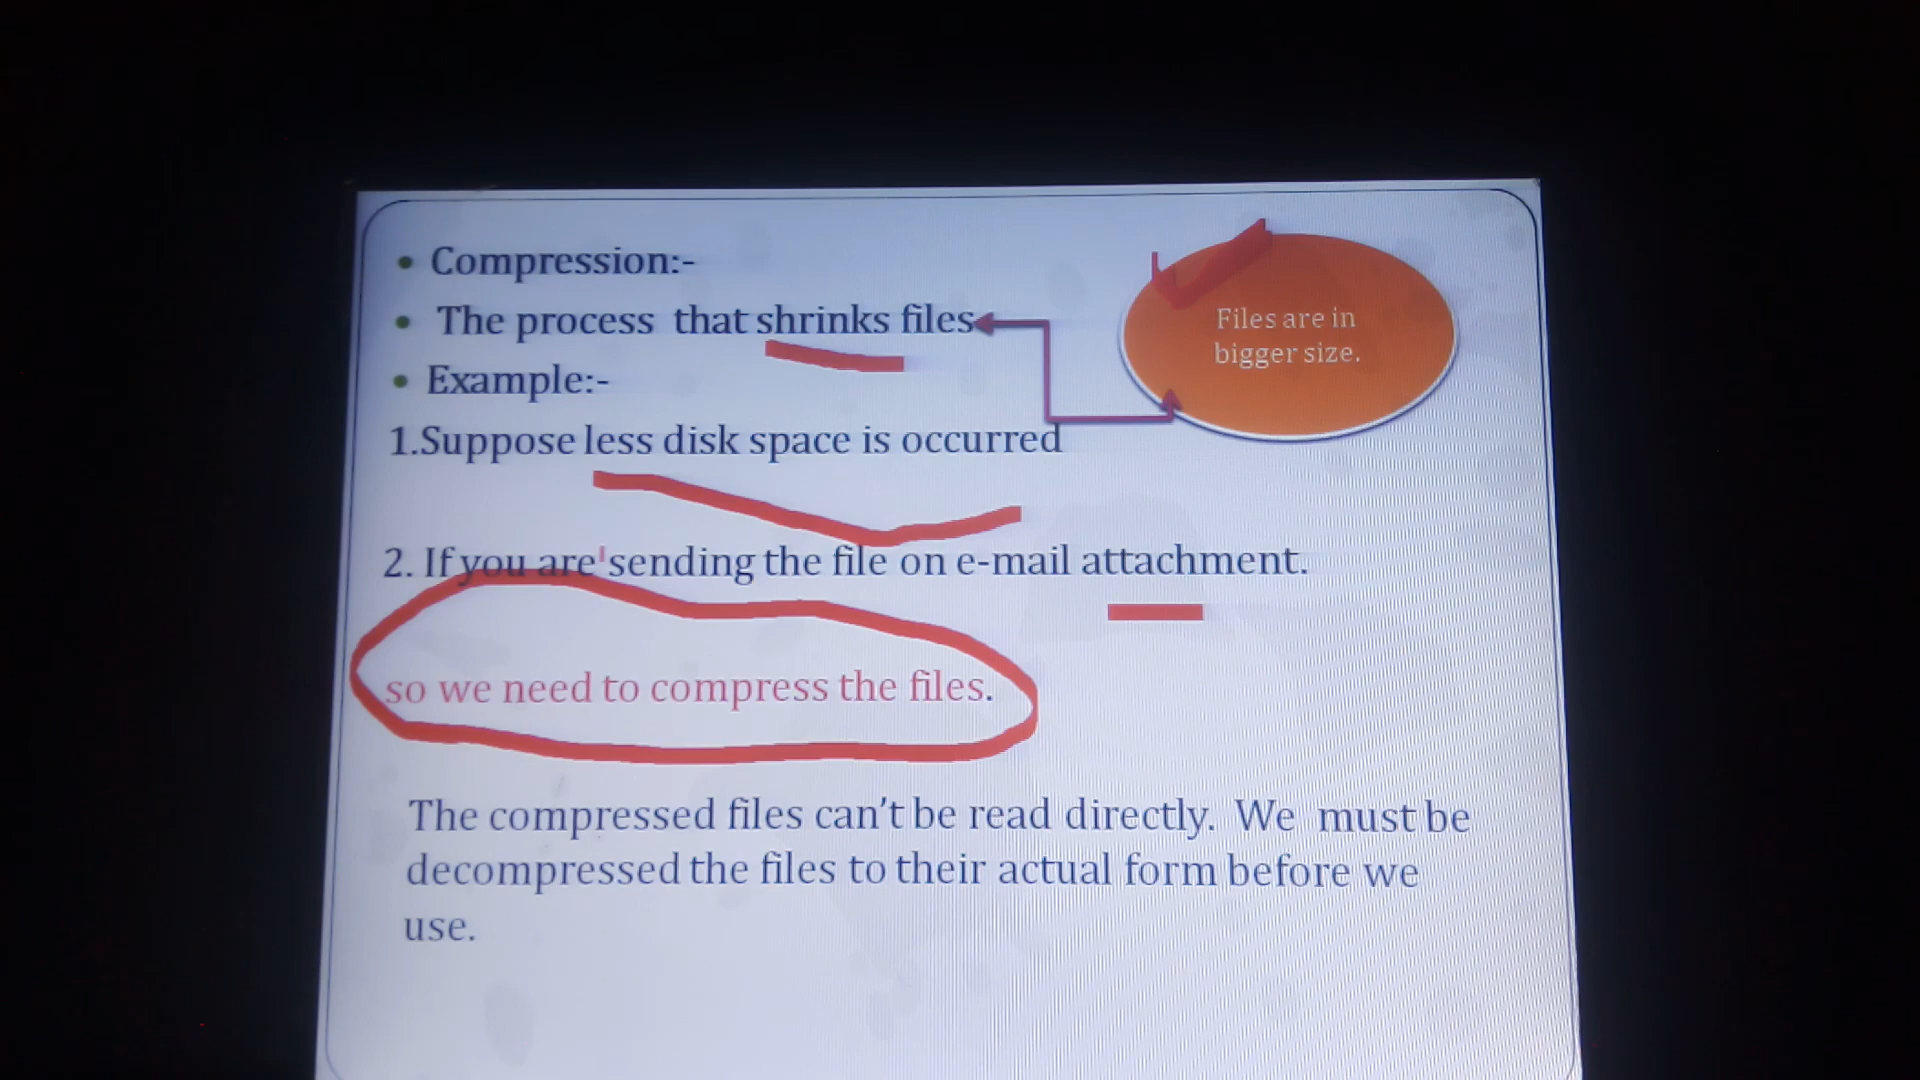 Compression:-
The process that shrinks files
Files are in
bigger size.
Example:-
1.Suppose less disk space is occurred
2. If you are sending the file on e-mail attachment.
so we need to compress the files.
The compressed files can't be read directly. We must be
decompressed the files to their actual form before we
use.